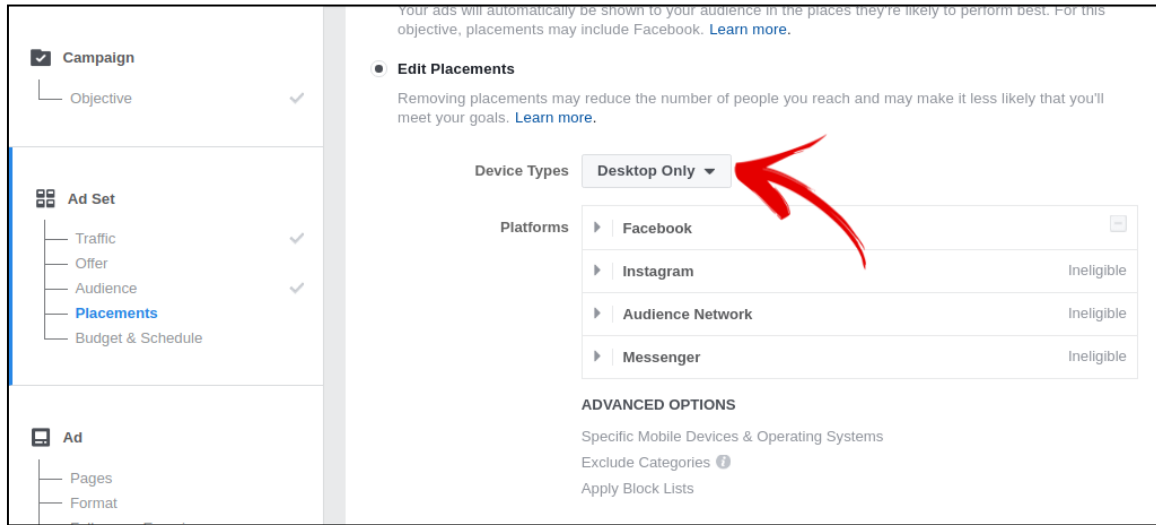 Campaign
Objective
Ad Set
Traffic
Offer
Audience
Placements
Budget & Schedule
Ad
Pages
Format
Your ads will automatically be shown to your audience in the places they're likely to perform best. For this
objective, placements may include Facebook. Learn more.
Edit Placements
Removing placements may reduce the number of people you reach and may make it less likely that you'll
meet your goals. Learn more.
Device Types Desktop Only
Platforms Facebook
Instagram Ineligible
Audience Network Ineligible
Messenger Ineligible
ADVANCED OPTIONS
Specific Mobile Devices & Operating Systems
Exclude Categories
Apply Block Lists